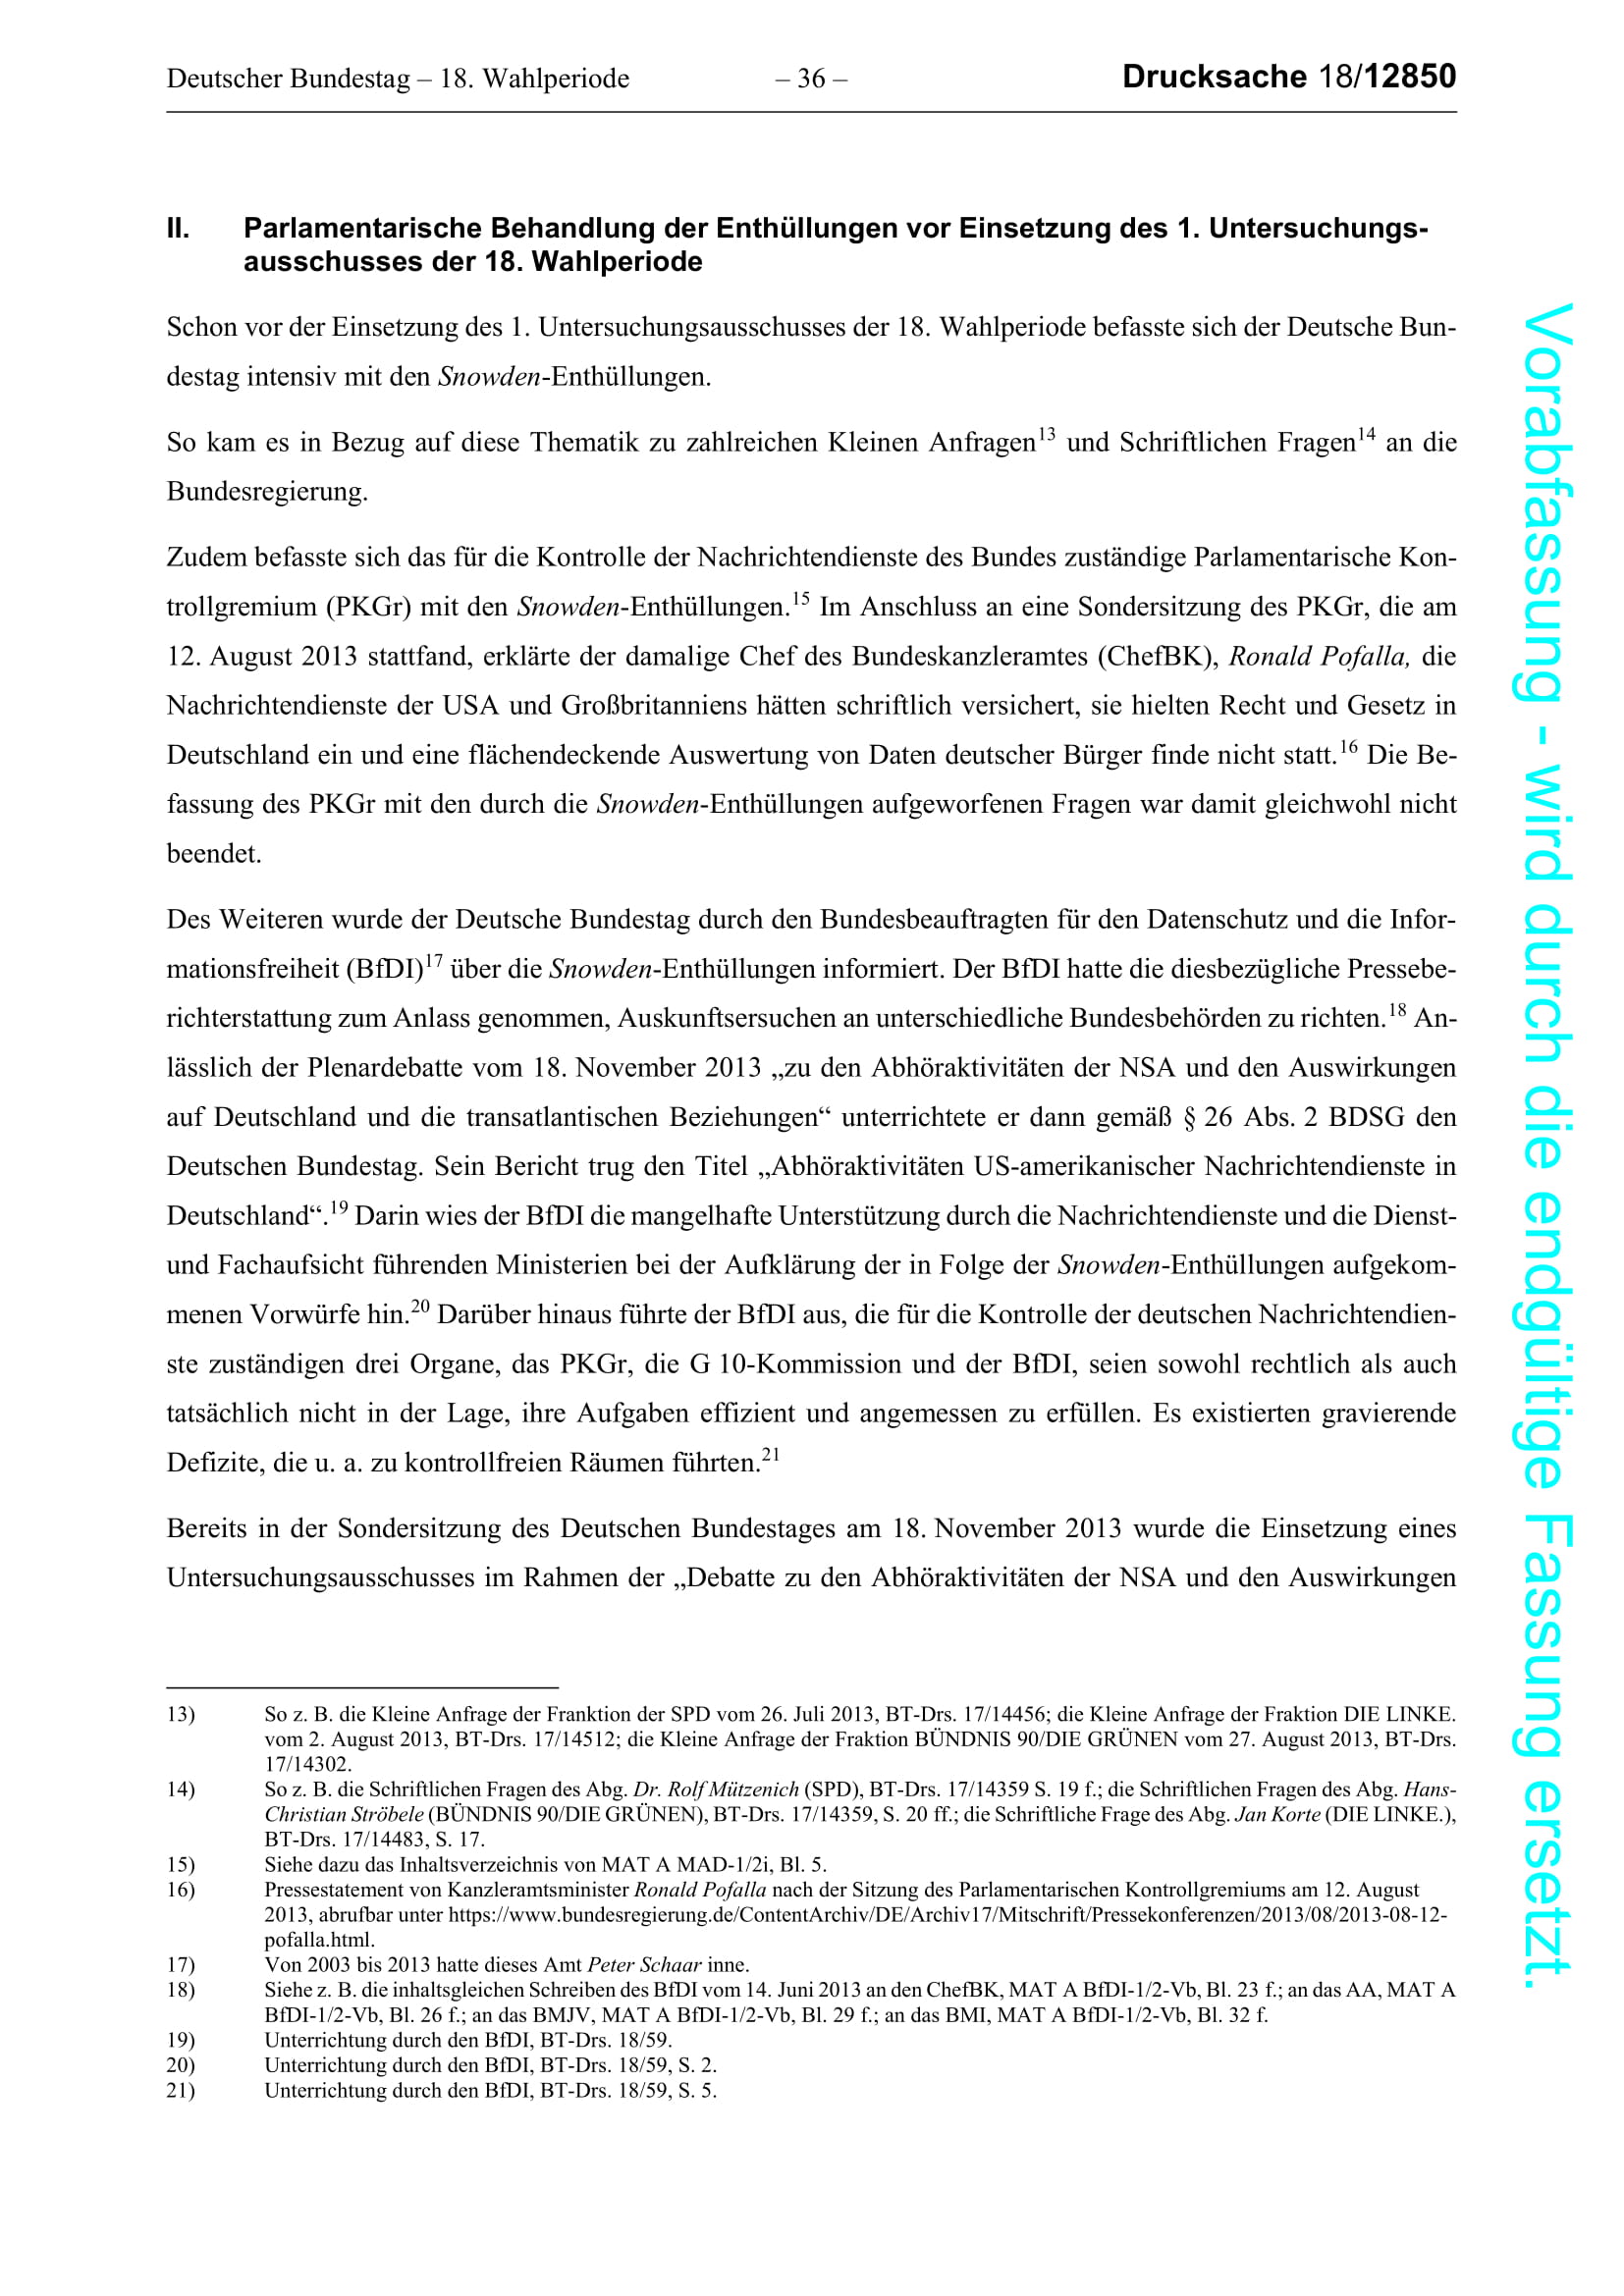 Deutscher Bundestag – 18. Wahlperiode – 36 – Drucksache 18/12850
II. Parlamentarische Behandlung der Enthüllungen vor Einsetzung des 1. Untersuchungs-
ausschusses der 18. Wahlperiode
Schon vor der Einsetzung des 1. Untersuchungsausschusses der 18. Wahlperiode befasste sich der Deutsche Bun-
destag intensiv mit den Snowden-Enthüllungen.
So kam es in Bezug auf diese Thematik zu zahlreichen Kleinen Anfragen13 und Schriftlichen Fragen14 an die
Bundesregierung.
Zudem befasste sich das für die Kontrolle der Nachrichtendienste des Bundes zuständige Parlamentarische Kon-
trollgremium (PKGr) mit den Snowden-Enthüllungen.15 Im Anschluss an eine Sondersitzung des PKGr, die am
12. August 2013 stattfand, erklärte der damalige Chef des Bundeskanzleramtes (ChefBK), Ronald Pofalla, die
Nachrichtendienste der USA und Großbritanniens hätten schriftlich versichert, sie hielten Recht und Gesetz in
Deutschland ein und eine flächendeckende Auswertung von Daten deutscher Bürger finde nicht statt.16 Die Be-
fassung des PKGr mit den durch die Snowden-Enthüllungen aufgeworfenen Fragen war damit gleichwohl nicht
beendet.
Des Weiteren wurde der Deutsche Bundestag durch den Bundesbeauftragten für den Datenschutz und die Infor-
mationsfreiheit (BfDI)17 über die Snowden-Enthüllungen informiert. Der BfDI hatte die diesbezügliche Pressebe-
richterstattung zum Anlass genommen, Auskunftsersuchen an unterschiedliche Bundesbehörden zu richten.18 An-
lässlich der Plenardebatte vom 18. November 2013 „zu den Abhöraktivitäten der NSA und den Auswirkungen
auf Deutschland und die transatlantischen Beziehungen“ unterrichtete er dann gemäß § 26 Abs. 2 BDSG den
Deutschen Bundestag. Sein Bericht trug den Titel „Abhöraktivitäten US-amerikanischer Nachrichtendienste in
Deutschland“.19 Darin wies der BfDI die mangelhafte Unterstützung durch die Nachrichtendienste und die Dienst-
und Fachaufsicht führenden Ministerien bei der Aufklärung der in Folge der Snowden-Enthüllungen aufgekom-
menen Vorwürfe hin.20 Darüber hinaus führte der BfDI aus, die für die Kontrolle der deutschen Nachrichtendien-
ste zuständigen drei Organe, das PKGr, die G 10-Kommission und der BfDI, seien sowohl rechtlich als auch
tatsächlich nicht in der Lage, ihre Aufgaben effizient und angemessen zu erfüllen. Es existierten gravierende
Defizite, die u. a. zu kontrollfreien Räumen führten.21
Bereits in der Sondersitzung des Deutschen Bundestages am 18. November 2013 wurde die Einsetzung eines
Untersuchungsausschusses im Rahmen der „Debatte zu den Abhöraktivitäten der NSA und den Auswirkungen
13) So z. B. die Kleine Anfrage der Franktion der SPD vom 26. Juli 2013, BT-Drs. 17/14456; die Kleine Anfrage der Fraktion DIE LINKE.
vom 2. August 2013, BT-Drs. 17/14512; die Kleine Anfrage der Fraktion BÜNDNIS 90/DIE GRÜNEN vom 27. August 2013, BT-Drs.
17/14302.
14) So z. B. die Schriftlichen Fragen des Abg. Dr. Rolf Mützenich (SPD), BT-Drs. 17/14359 S. 19 f.; die Schriftlichen Fragen des Abg. Hans-
Christian Ströbele (BÜNDNIS 90/DIE GRÜNEN), BT-Drs. 17/14359, S. 20 ff.; die Schriftliche Frage des Abg. Jan Korte (DIE LINKE.),
BT-Drs. 17/14483, S. 17.
15) Siehe dazu das Inhaltsverzeichnis von MAT A MAD-1/2i, Bl. 5.
16) Pressestatement von Kanzleramtsminister Ronald Pofalla nach der Sitzung des Parlamentarischen Kontrollgremiums am 12. August
2013, abrufbar unter https://www.bundesregierung.de/ContentArchiv/DE/Archiv17/Mitschrift/Pressekonferenzen/2013/08/2013-08-12-
pofalla.html.
17) Von 2003 bis 2013 hatte dieses Amt Peter Schaar inne.
18) Siehe z. B. die inhaltsgleichen Schreiben des BfDI vom 14. Juni 2013 an den ChefBK, MAT A BfDI-1/2-Vb, Bl. 23 f.; an das AA, MAT A
BfDI-1/2-Vb, Bl. 26 f.; an das BMJV, MAT A BfDI-1/2-Vb, Bl. 29 f.; an das BMI, MAT A BfDI-1/2-Vb, Bl. 32 f.
19) Unterrichtung durch den BfDI, BT-Drs. 18/59.
20) Unterrichtung durch den BfDI, BT-Drs. 18/59, S. 2.
21) Unterrichtung durch den BfDI, BT-Drs. 18/59, S. 5.
Vorabfassung - wird durch die endgültige Fassung ersetzt.